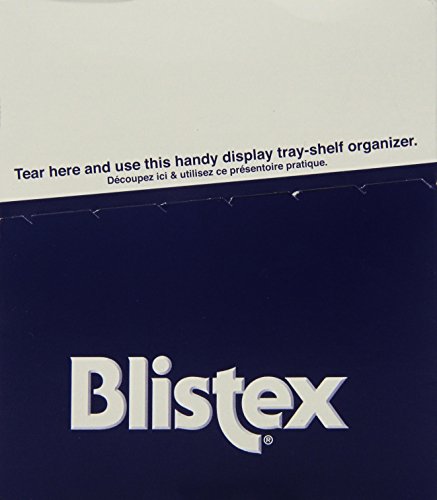 Tear here and use this handy display tray-shelf organizer.
Découpez ici & utilisez ce présentoire pratique.
Blistex®